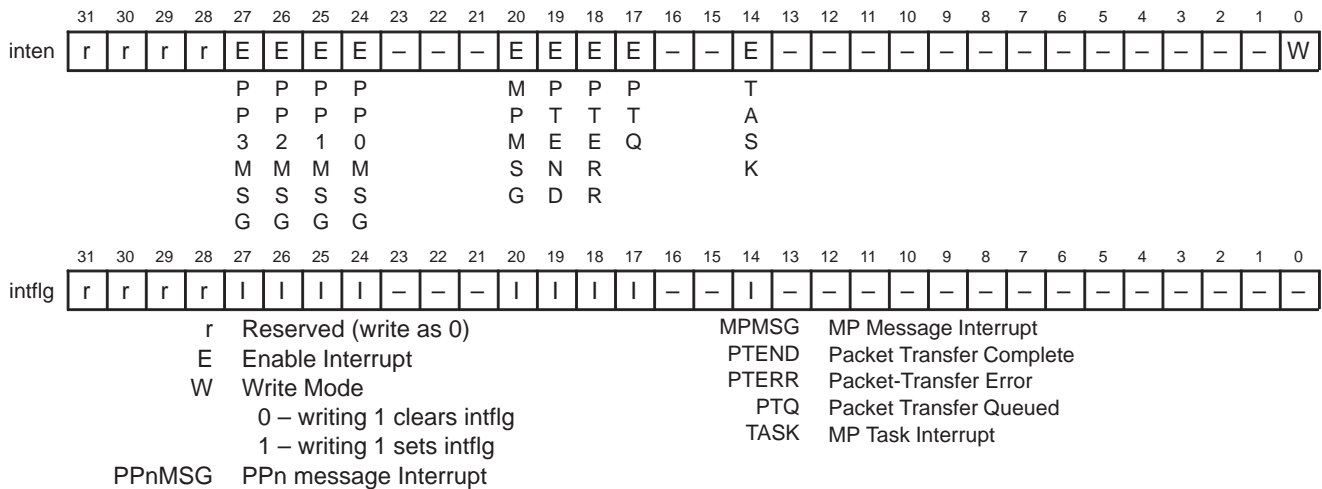 31 30 29 28 27 26 25 24 23 22 21 20 19 18 17 16 15 14 13 12 11 10 9 8 7 6 5 4 3 2 1 0
inten r r r r E E E E – – – E E E E – – E – – – – – – – – – – – – – W
P P P P M P P P T
P P P P P T T T A
3 2 1 0 M E E Q S
M M M M S N R K
S S S S G D R
G G G G
31 30 29 28 27 26 25 24 23 22 21 20 19 18 17 16 15 14 13 12 11 10 9 8 7 6 5 4 3 2 1 0
intflg r r r r I I I I – – – I I I I – – I – – – – – – – – – – – – – –
r Reserved (write as 0) MPMSG MP Message Interrupt
E Enable Interrupt PTEND Packet Transfer Complete
W Write Mode PTERR Packet-Transfer Error
0 – writing 1 clears intflg PTQ Packet Transfer Queued
1 – writing 1 sets intflg TASK MP Task Interrupt
PPnMSG PPn message Interrupt